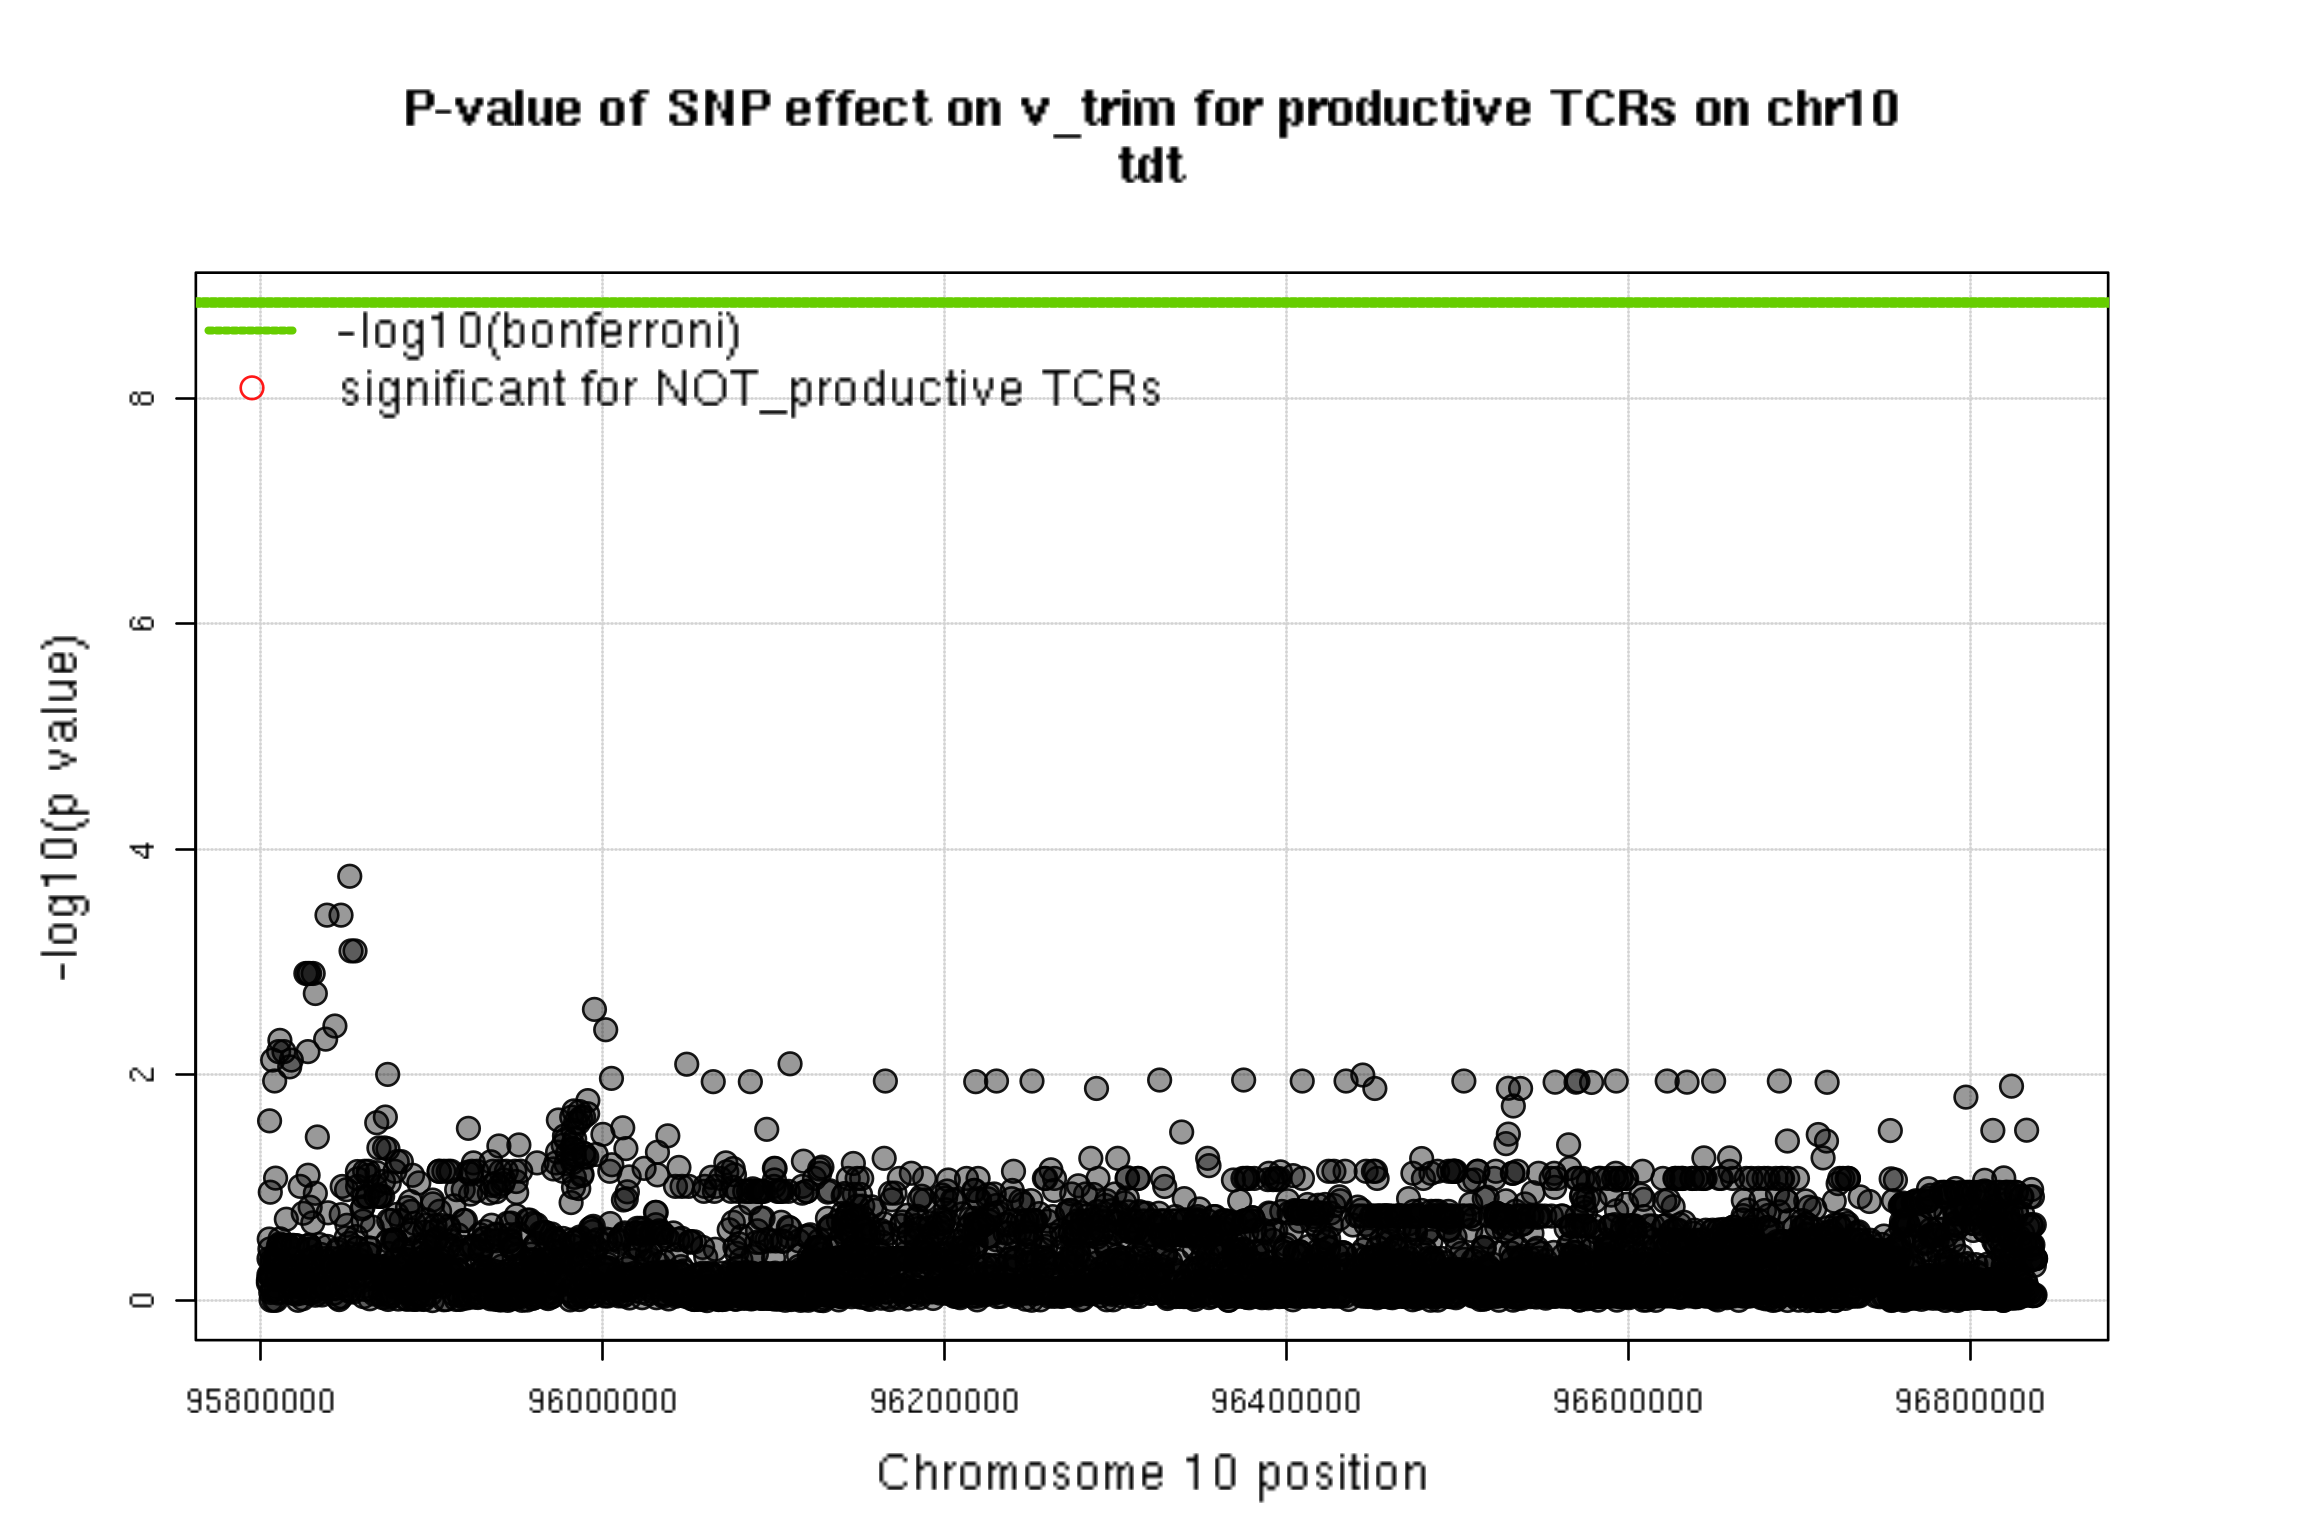 P-value of SNP effect on v_trim for productive TCRs on chr10
tdt
-log10(bonferroni)
significant for NOT_productive TCRs
8
6
4
2
0
-log10(p value)
95800000 96000000 96200000 96400000 96600000 96800000
Chromosome 10 position